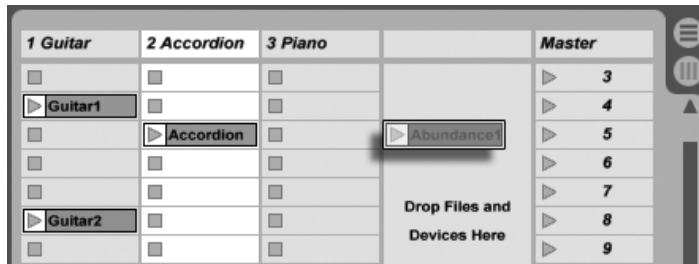 1 Guitar 2 Accordion 3 Piano Master
3
Guitar1 4
Accordion Abundance1 5
6
7
Drop Files and
Guitar2 8
Devices Here
9